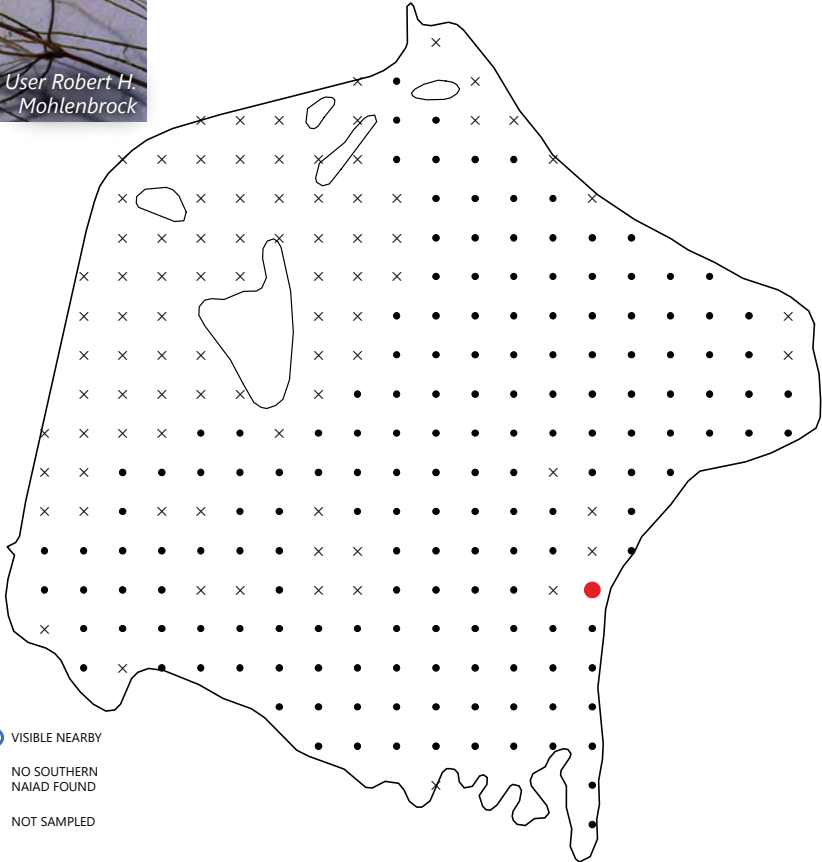 User Robert H.
Mohlenbrock
VISIBLE NEARBY
NO SOUTHERN
NAIAD FOUND
NOT SAMPLED